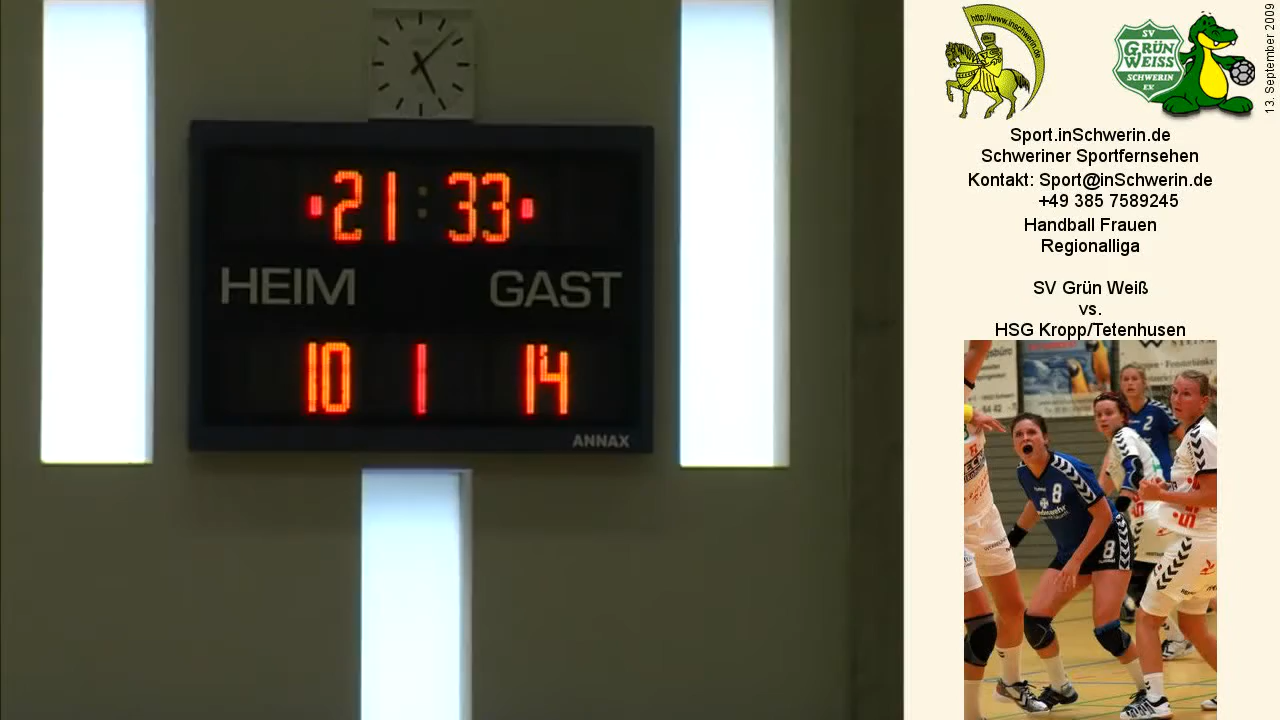 21:33
HEIM GAST
10 1 14
ANNAX
http://www.inschwerin.de
SV
GRÜN
WEISS
SCHWERIN
EX
13. September 2009
Sport.inSchwerin.de
Schweriner Sportfernsehen
Kontakt: Sport@inSchwerin.de
+49 385 7589245
Handball Frauen
Regionalliga
SV Grün Weiß
vs.
HSG Kropp/Tetenhusen
2
8
8